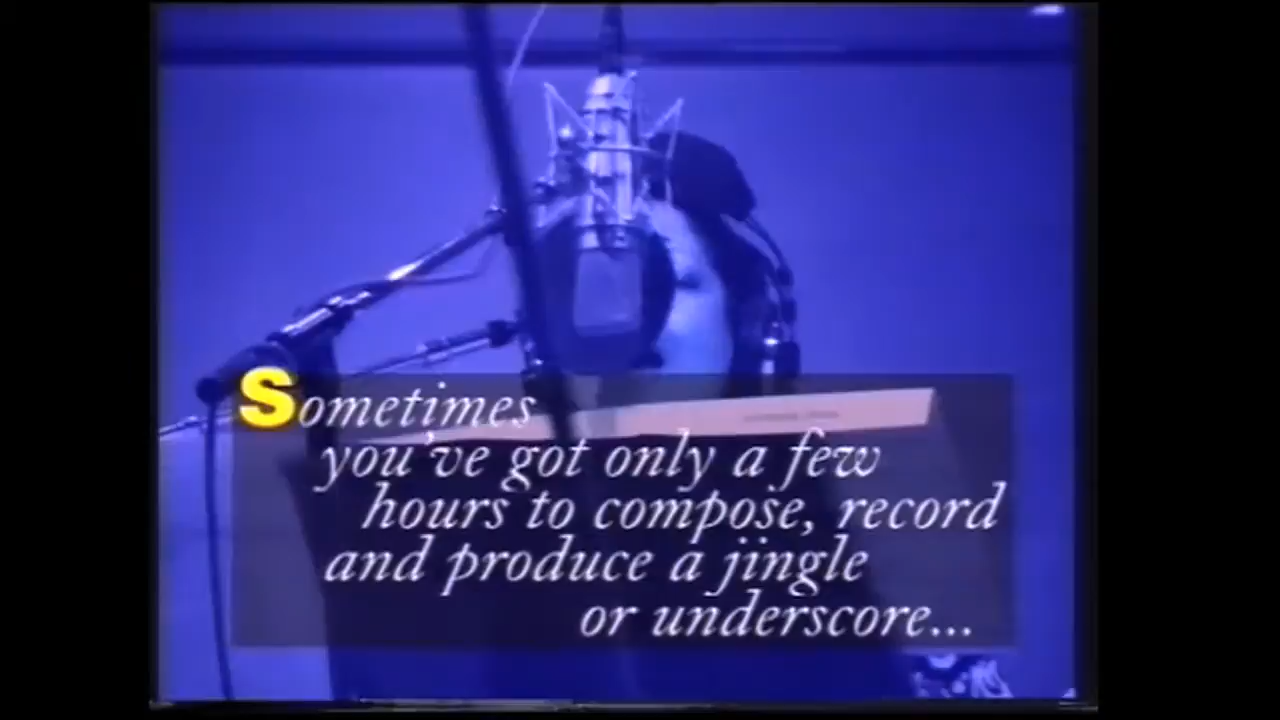 Sometimes
you've got only a few
hours to compose, record
and produce a jingle
or underscore...